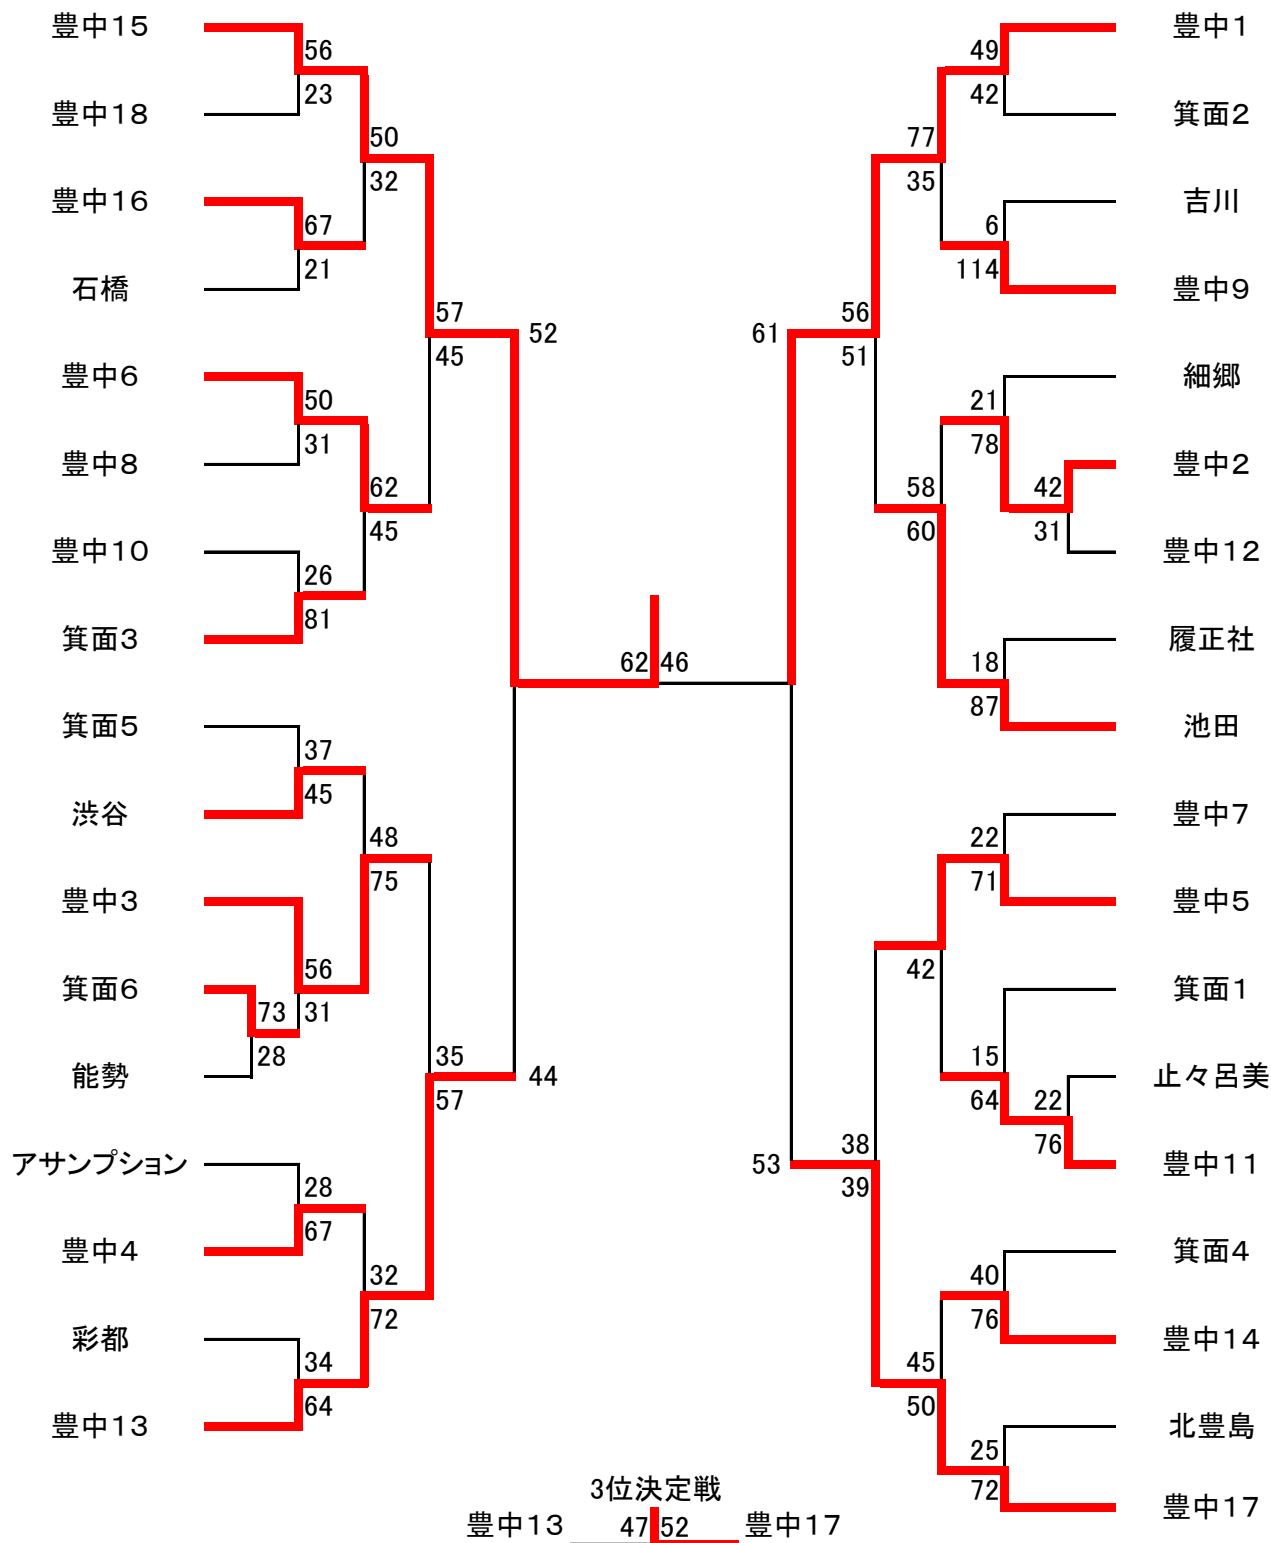 豊中15
56
23
豊中18
50
32
豊中16
67
21
石橋
57
45
52
豊中6
50
31
豊中8
62
45
豊中10
26
81
箕面3
62
46
箕面5
37
45
渋谷
48
75
豊中3
56
31
箕面6
73
28
能勢
35
57
44
アサンプション
28
67
豊中4
32
72
彩都
34
64
豊中13
豊中1
49
42
箕面2
77
35
吉川
6
114
豊中9
61
56
51
細郷
21
78
豊中2
42
31
豊中12
58
60
履正社
18
87
池田
豊中7
22
71
豊中5
42
箕面1
15
64
止々呂美
22
76
豊中11
53
38
39
箕面4
40
76
豊中14
45
50
北豊島
25
72
豊中17
3位決定戦
豊中13 47 52 豊中17